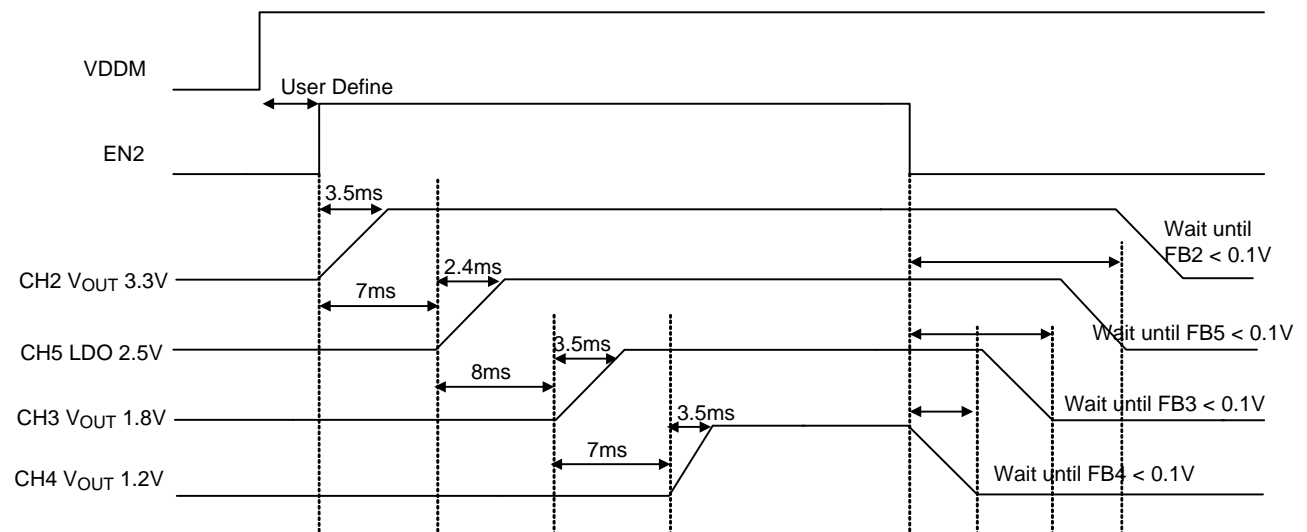 VDDM
User Define
EN2
3.5ms
Wait until
FB2 < 0.1V
CH2 VOUT 3.3V
2.4ms
7ms
Wait until FB5 < 0.1V
CH5 LDO 2.5V
3.5ms
8ms
Wait until FB3 < 0.1V
CH3 VOUT 1.8V
3.5ms
7ms
Wait until FB4 < 0.1V
CH4 VOUT 1.2V